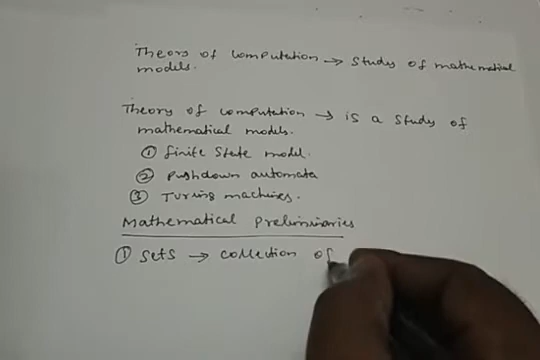 Theory of computation → study of mathematical
models.
Theory of computation → is a study of
mathematical models.
① finite state model.
② Pushdown automata
③ Turing machines.
Mathematical Preliminaries
① sets → collection of